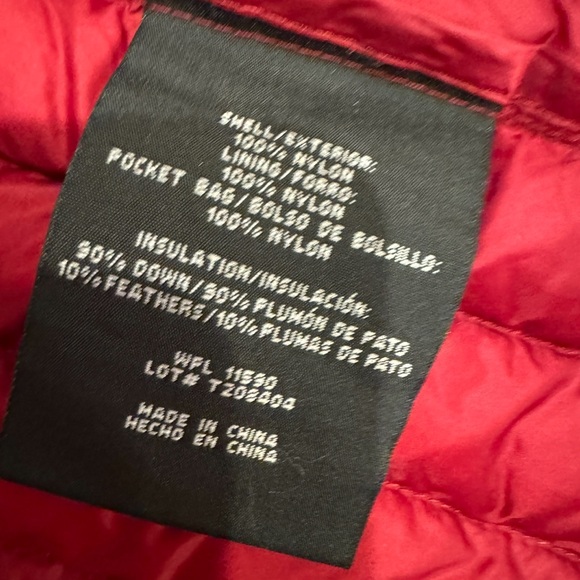 SHELL/EXTERIOR:
100% NYLON
LINING/FORRO:
100% NYLON
POCKET BAG/BOLSO DE BOLSILLO:
100% NYLON
INSULATION/INSULACIÓN:
90% DOWN/90% PLUMÓN DE PATO
10% FEATHERS/10% PLUMAS DE PATO
WPL 11590
LOT# TZ08404
MADE IN CHINA
HECHO EN CHINA